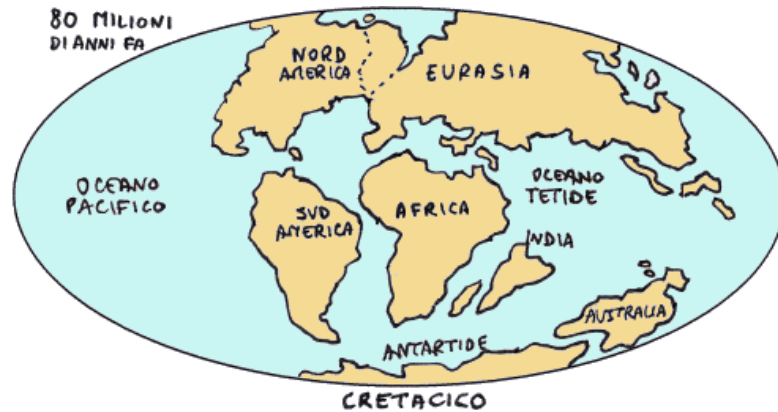 80 MILIONI
DI ANNI FA
NORD
AMERICA
EURASIA
OCEANO
PACIFICO
SUD
AMERICA
AFRICA
OCEANO
TETIDE
INDIA
AUSTRALIA
ANTARTIDE
CRETACICO